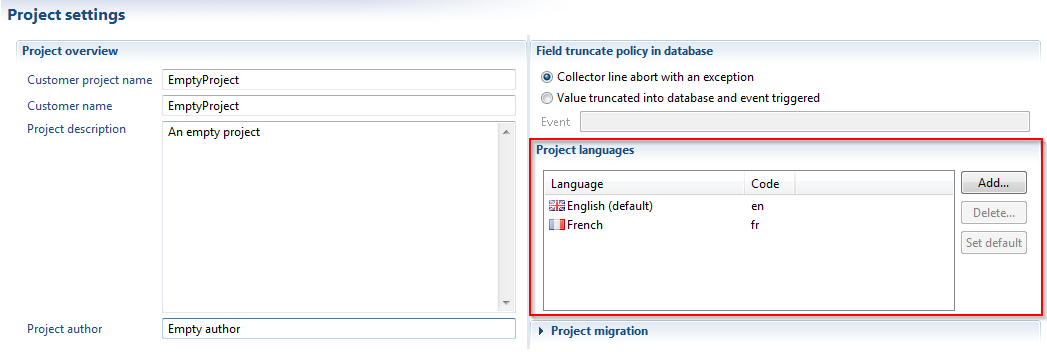 Project settings
Project overview
Customer project name EmptyProject
Customer name EmptyProject
Project description An empty project
Project author Empty author
Field truncate policy in database
Collector line abort with an exception
Value truncated into database and event triggered
Event
Project languages
Language Code
English (default) en
French fr
Add...
Delete...
Set default
Project migration